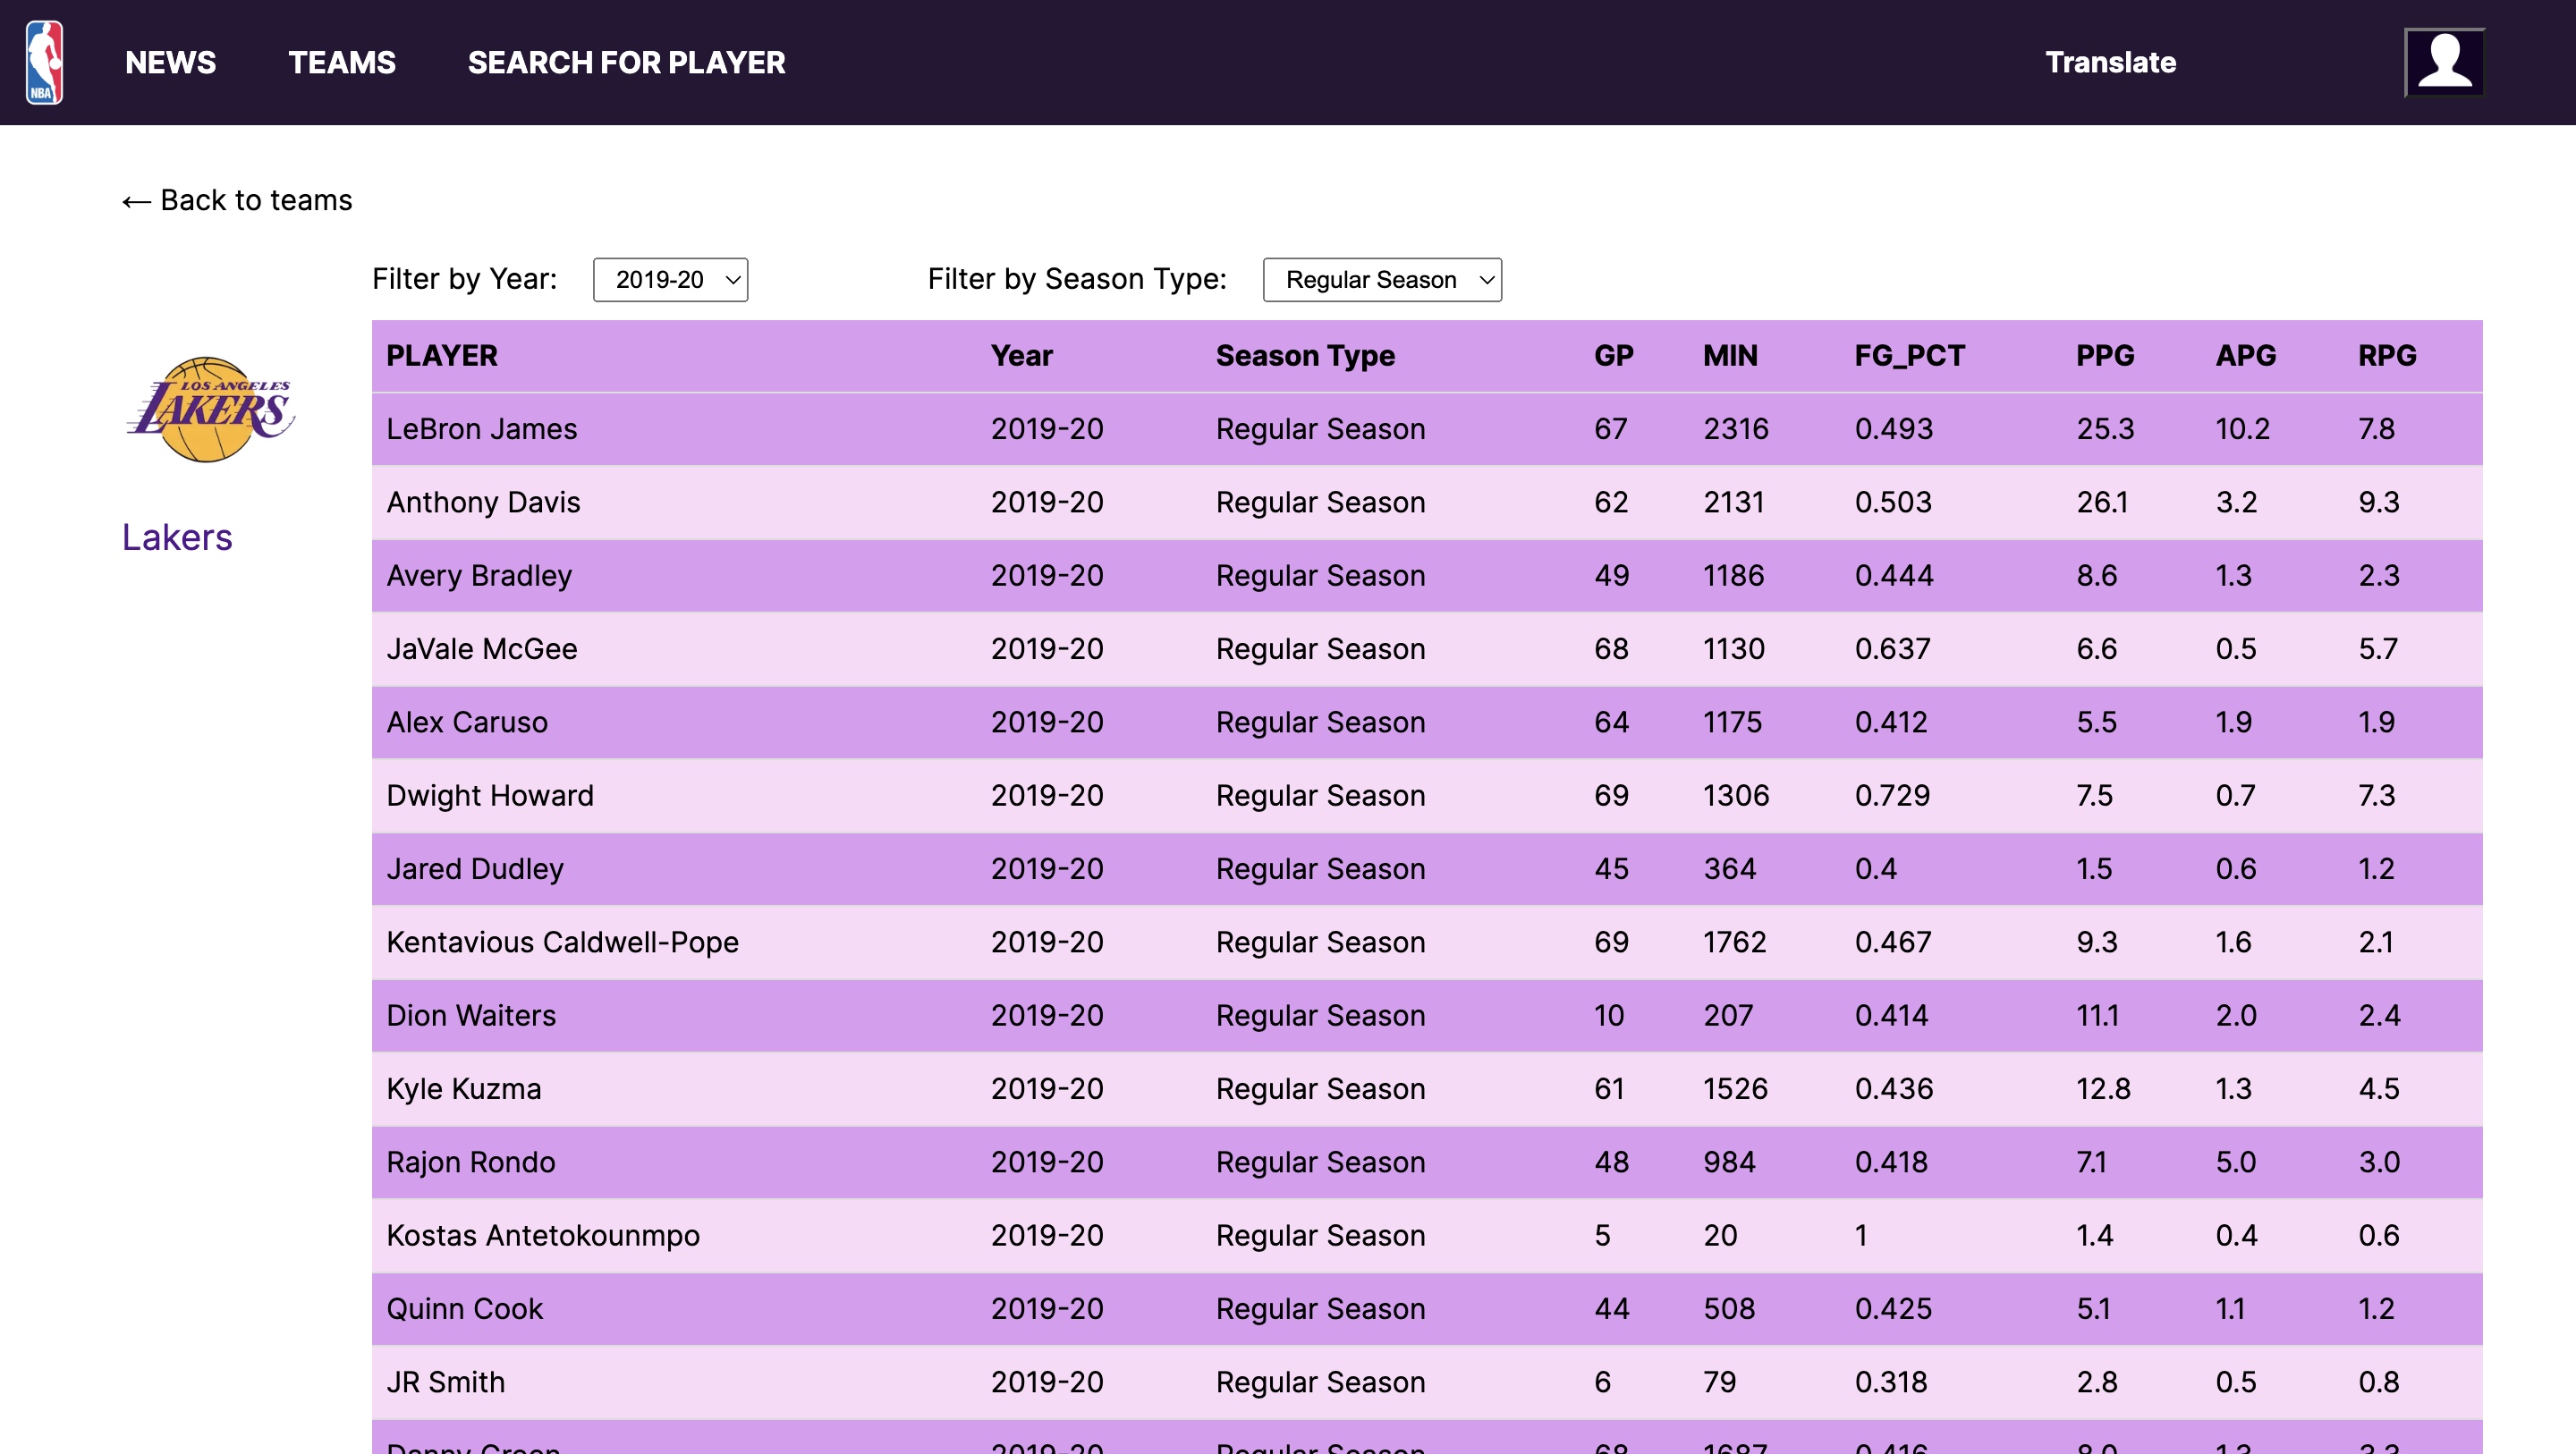 NBA
NEWS TEAMS SEARCH FOR PLAYER Translate
← Back to teams
Filter by Year: 2019-20 Filter by Season Type: Regular Season
LOS ANGELES
LAKERS
Lakers
PLAYER Year Season Type GP MIN FG_PCT PPG APG RPG
LeBron James 2019-20 Regular Season 67 2316 0.493 25.3 10.2 7.8
Anthony Davis 2019-20 Regular Season 62 2131 0.503 26.1 3.2 9.3
Avery Bradley 2019-20 Regular Season 49 1186 0.444 8.6 1.3 2.3
JaVale McGee 2019-20 Regular Season 68 1130 0.637 6.6 0.5 5.7
Alex Caruso 2019-20 Regular Season 64 1175 0.412 5.5 1.9 1.9
Dwight Howard 2019-20 Regular Season 69 1306 0.729 7.5 0.7 7.3
Jared Dudley 2019-20 Regular Season 45 364 0.4 1.5 0.6 1.2
Kentavious Caldwell-Pope 2019-20 Regular Season 69 1762 0.467 9.3 1.6 2.1
Dion Waiters 2019-20 Regular Season 10 207 0.414 11.1 2.0 2.4
Kyle Kuzma 2019-20 Regular Season 61 1526 0.436 12.8 1.3 4.5
Rajon Rondo 2019-20 Regular Season 48 984 0.418 7.1 5.0 3.0
Kostas Antetokounmpo 2019-20 Regular Season 5 20 1 1.4 0.4 0.6
Quinn Cook 2019-20 Regular Season 44 508 0.425 5.1 1.1 1.2
JR Smith 2019-20 Regular Season 6 79 0.318 2.8 0.5 0.8
Danny Green 2019-20 Regular Season 68 1687 0.416 8.0 1.3 3.3